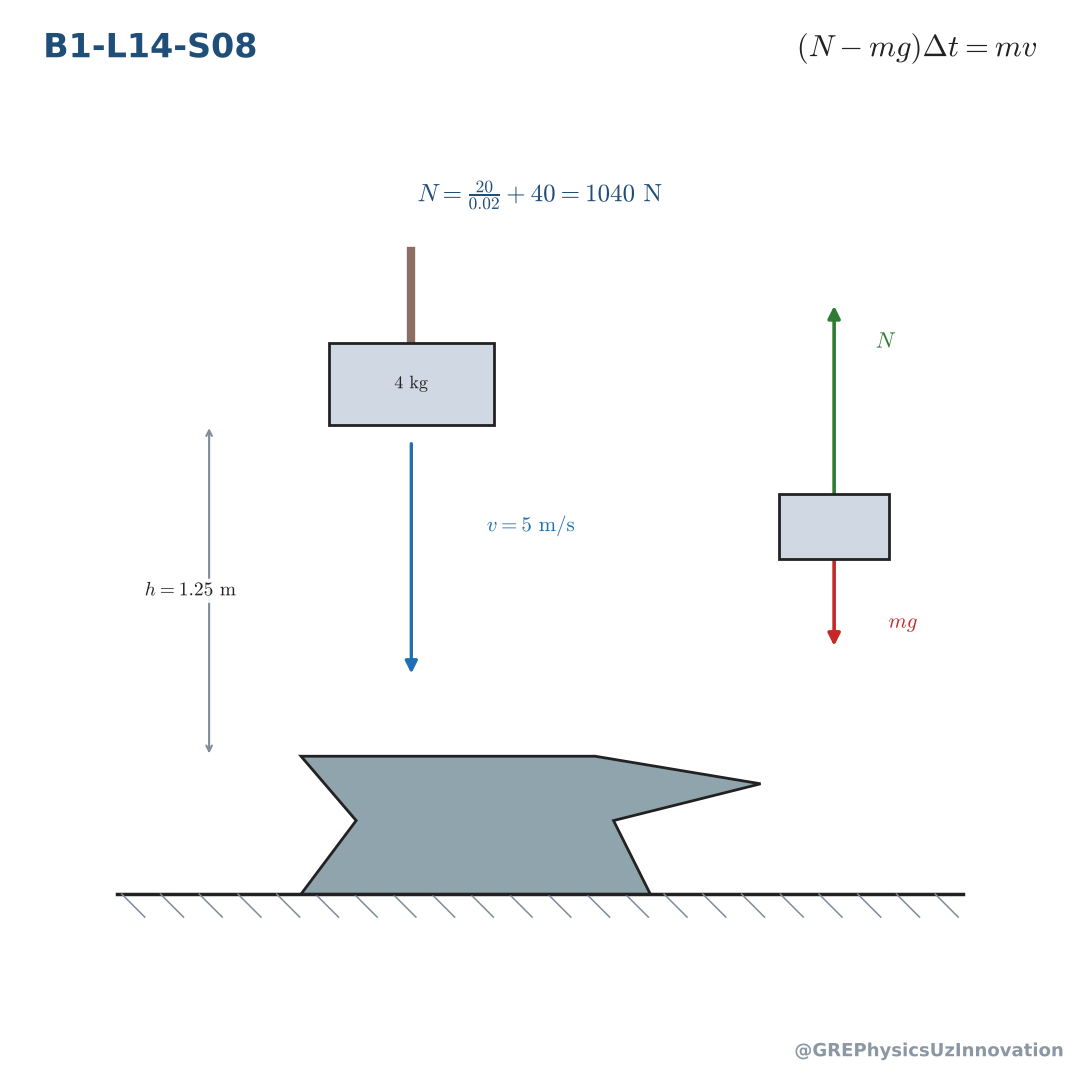 B1-L14-S08
(N − mg)Δt = mv
N = 20/0.02 + 40 = 1040 N
4 kg
N
v = 5 m/s
h = 1.25 m
mg
@GREPhysicsUzInnovation